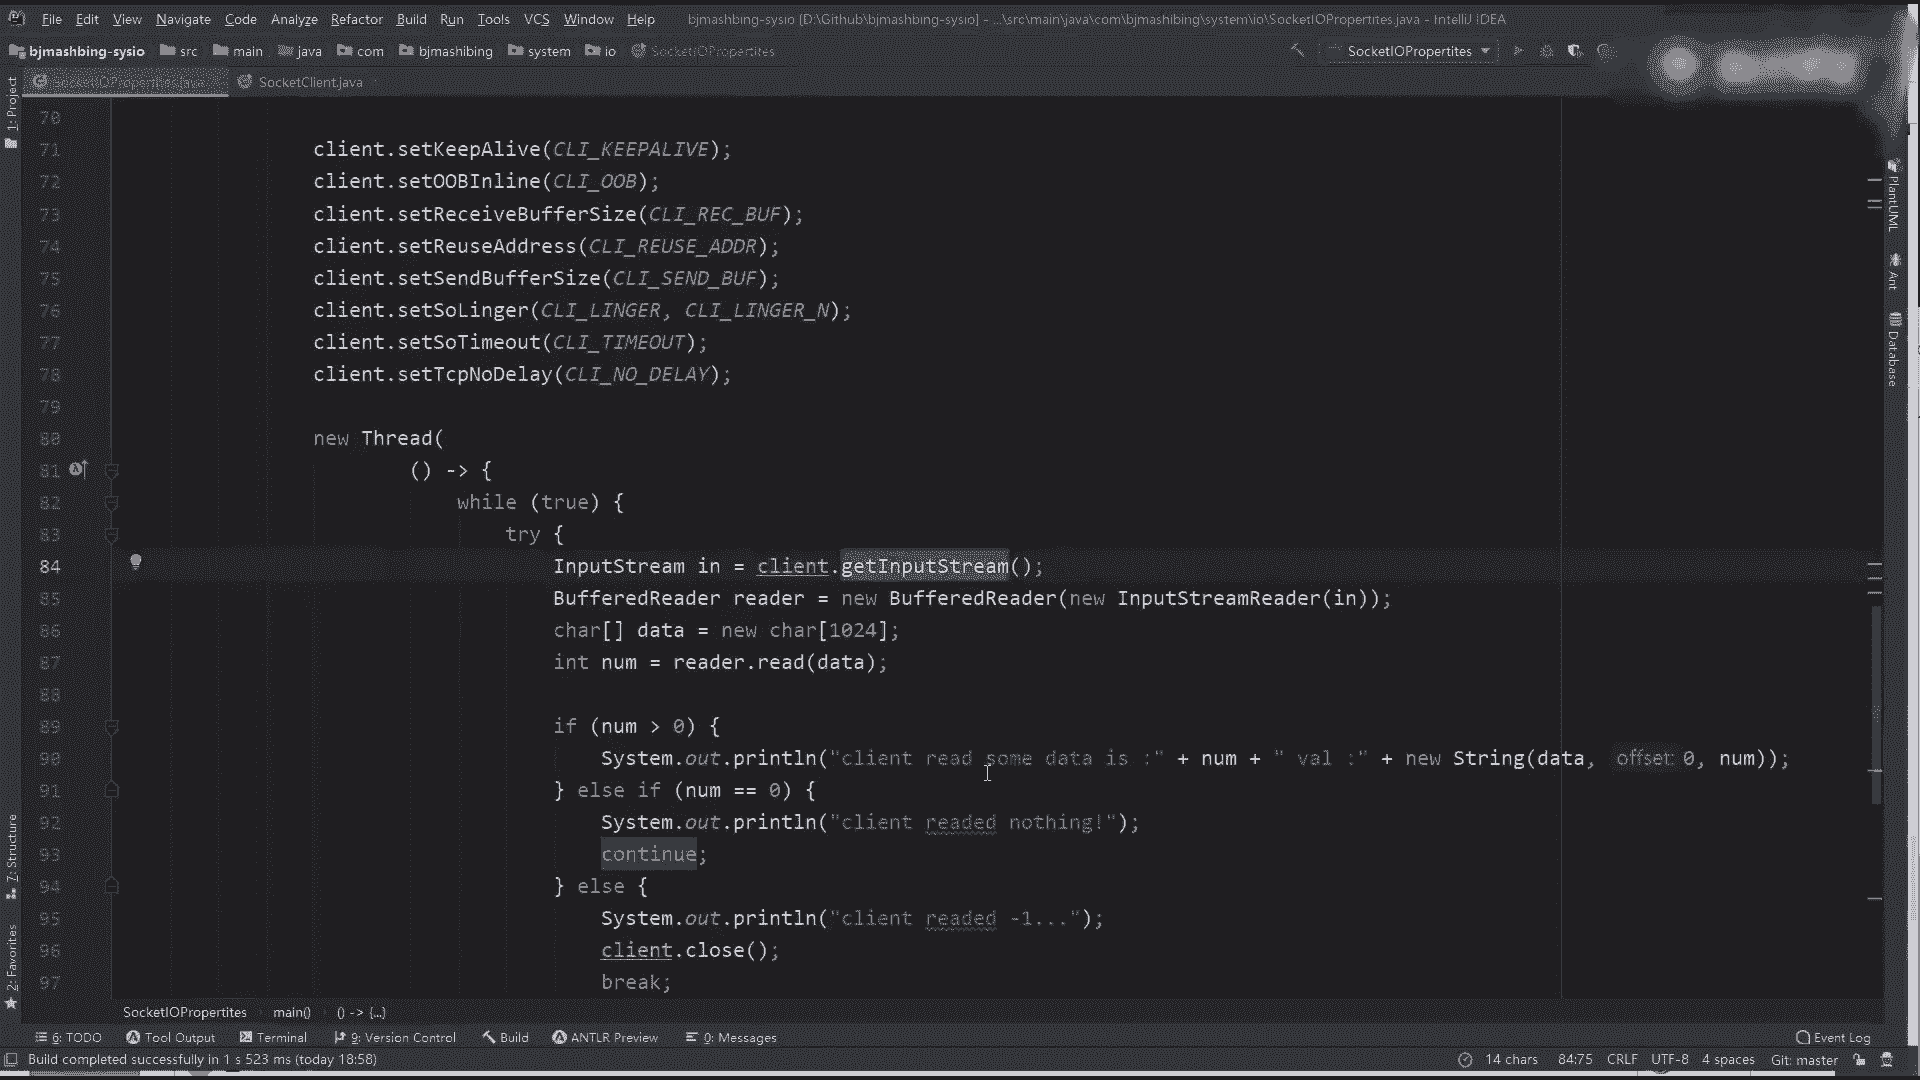 File Edit View Navigate Code Analyze Refactor Build Run Tools VCS Window Help bjmashbing-sysio [D:\Github\bjmashbing-sysio] - ...\src\main\java\com\bjmashibing\system\io\SocketIOPropertites.java - IntelliJ IDEA
bjmashbing-sysio src main java com bjmashibing system io SocketIOPropertites SocketIOPropertites
SocketIOPropertites.java SocketClient.java
1: Project
70
71 client.setKeepAlive(CLI_KEEPALIVE);
72 client.setOOBInline(CLI_OOB);
73 client.setReceiveBufferSize(CLI_REC_BUF);
74 client.setReuseAddress(CLI_REUSE_ADDR);
75 client.setSendBufferSize(CLI_SEND_BUF);
76 client.setSoLinger(CLI_LINGER, CLI_LINGER_N);
77 client.setSoTimeout(CLI_TIMEOUT);
78 client.setTcpNoDelay(CLI_NO_DELAY);
79
80 new Thread(
81 () -> {
82 while (true) {
83 try {
84 InputStream in = client.getInputStream();
85 BufferedReader reader = new BufferedReader(new InputStreamReader(in));
86 char[] data = new char[1024];
87 int num = reader.read(data);
88
89 if (num > 0) {
90 System.out.println("client read some data is :" + num + " val :" + new String(data, offset: 0, num));
91 } else if (num == 0) {
92 System.out.println("client readed nothing!");
93 continue;
94 } else {
95 System.out.println("client readed -1...");
96 client.close();
97 break;
PlantUML
Ant
Database
Z: Structure
2: Favorites
SocketIOPropertites main() () -> {...}
6: TODO Tool Output Terminal 9: Version Control Build ANTLR Preview 0: Messages Event Log
Build completed successfully in 1 s 523 ms (today 18:58) 14 chars 84:75 CRLF UTF-8 4 spaces Git: master